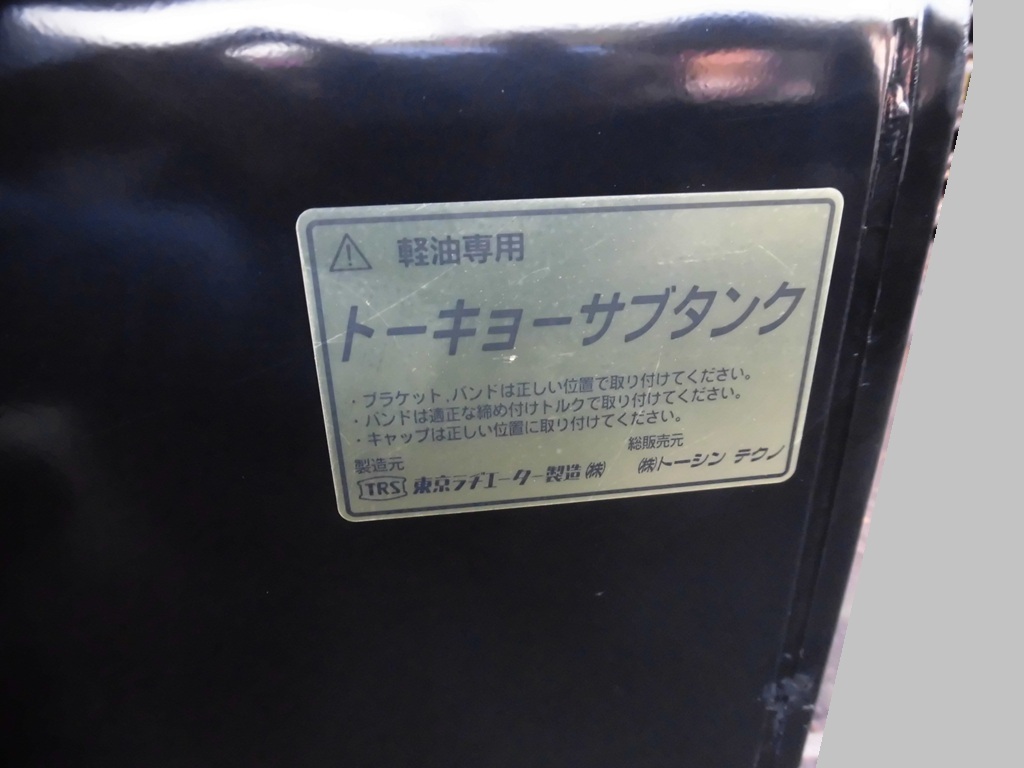 軽油専用
トーキョーサブタンク
・ブラケット、バンドは正しい位置で取り付けてください。
・バンドは適正な締め付けトルクで取り付けてください。
・キャップは正しい位置に取り付けてください。
製造元
TRS 東京ラヂエーター製造㈱
総販売元
㈱トーシン テクノ